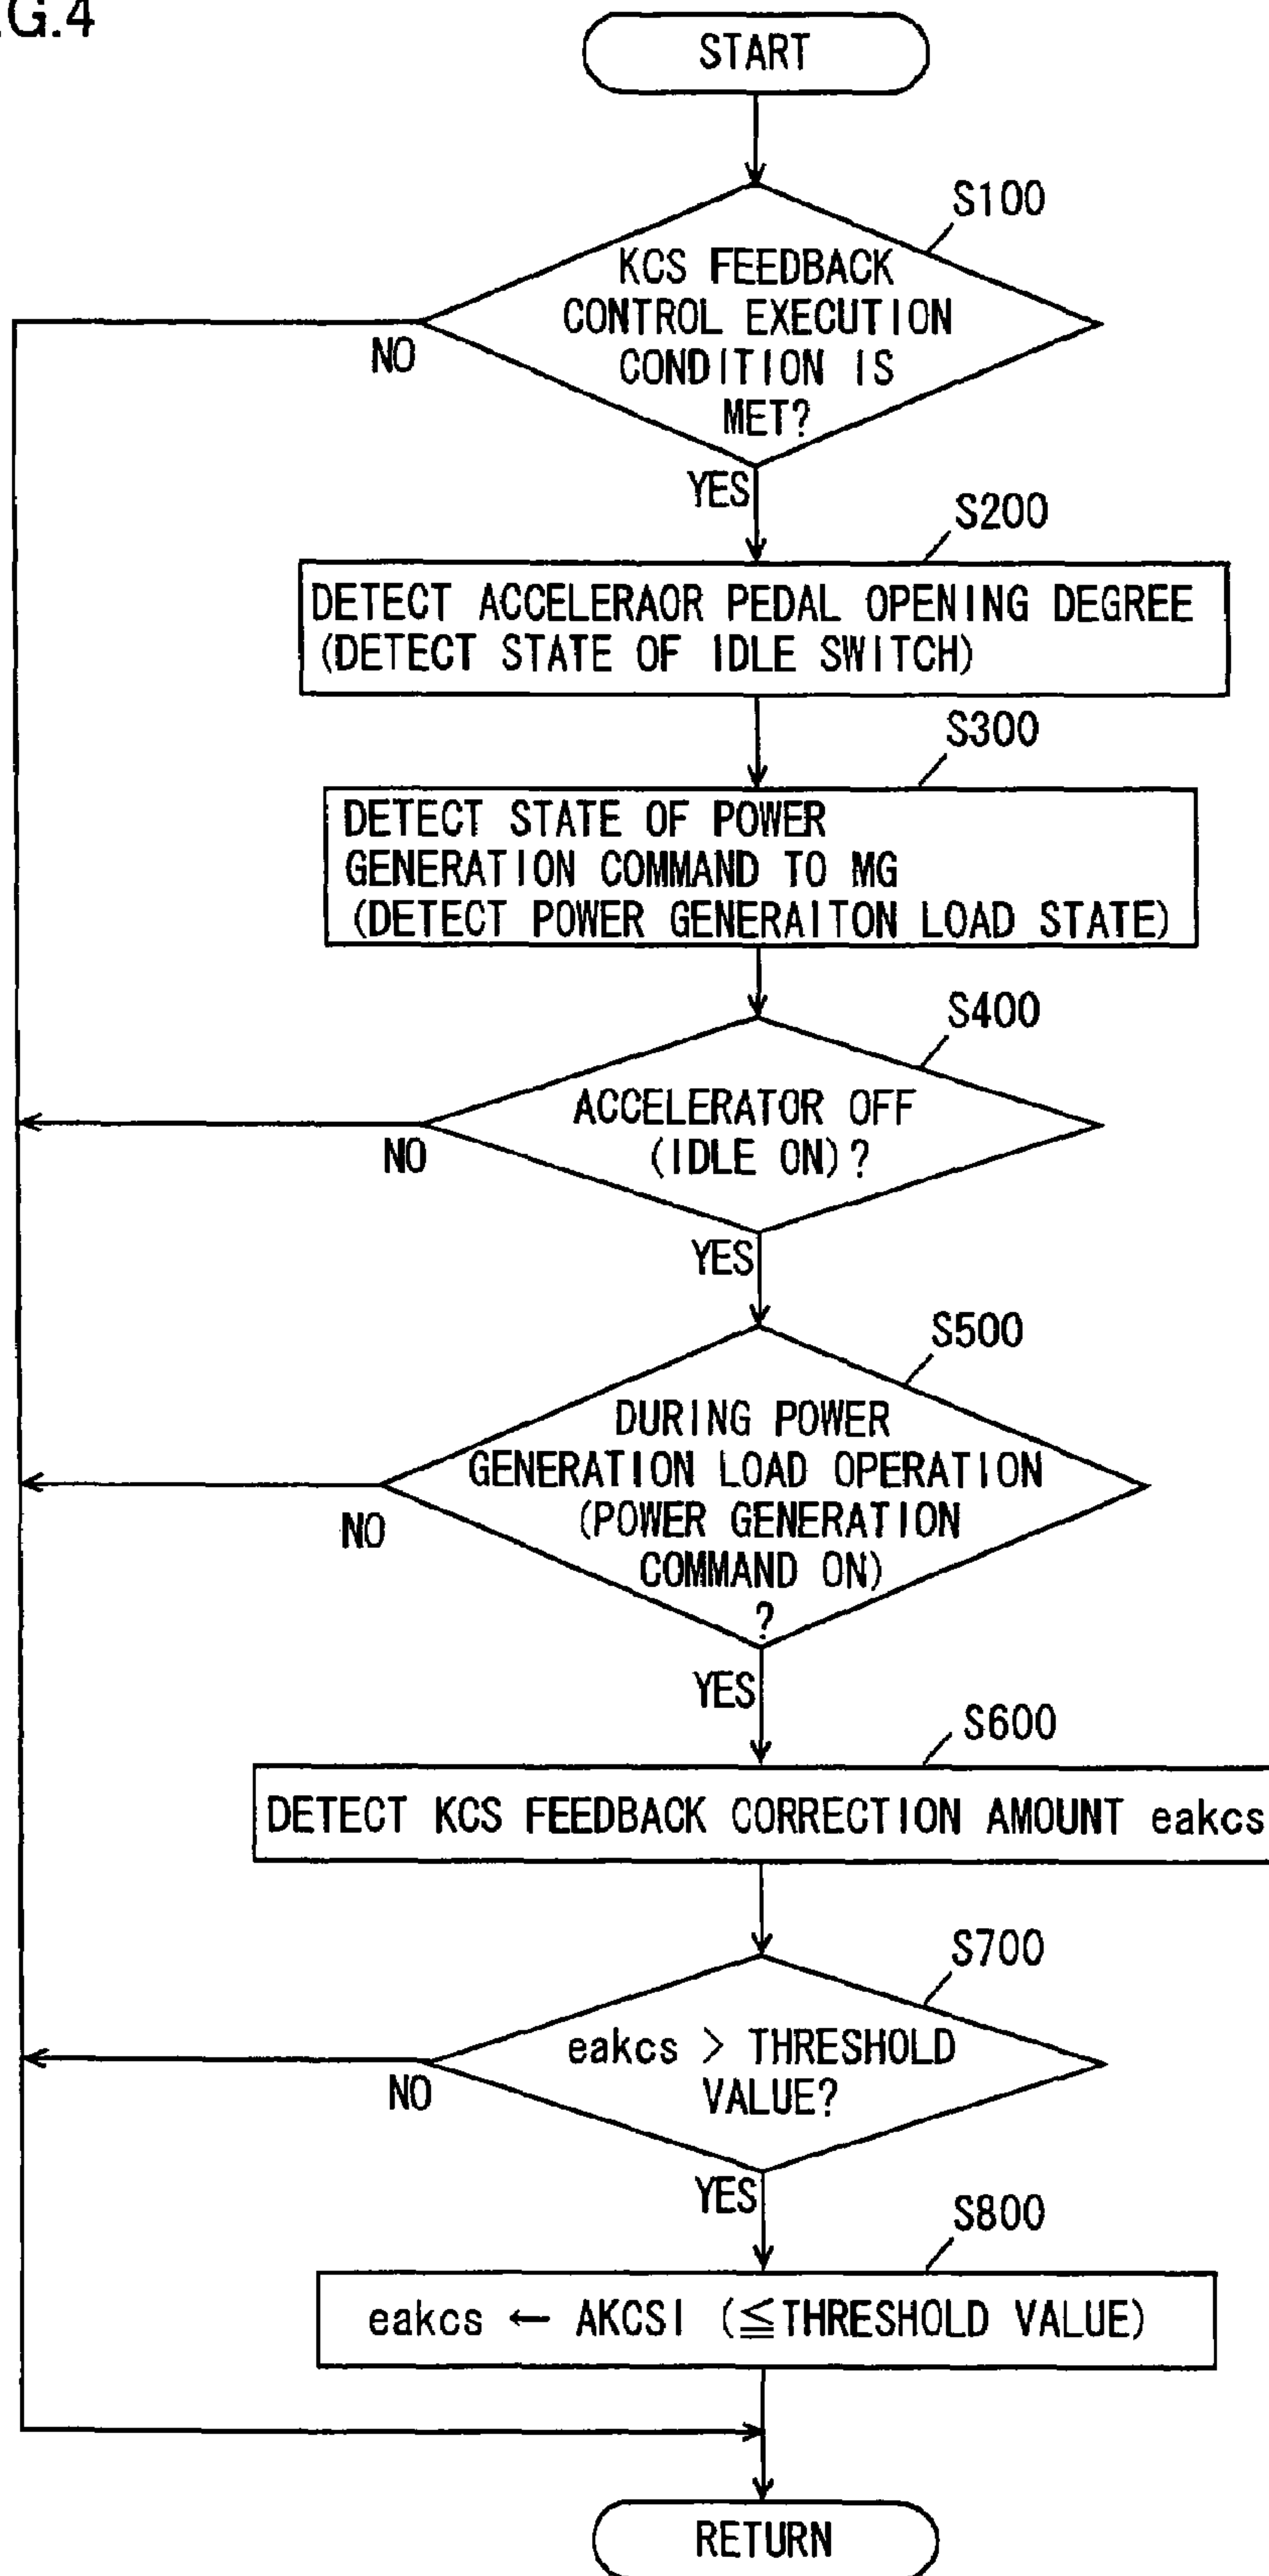 G.4
START
S100
KCS FEEDBACK
CONTROL EXECUTION
CONDITION IS
MET?
NO
YES
S200
DETECT ACCELERAOR PEDAL OPENING DEGREE
(DETECT STATE OF IDLE SWITCH)
S300
DETECT STATE OF POWER
GENERATION COMMAND TO MG
(DETECT POWER GENERAITON LOAD STATE)
S400
ACCELERATOR OFF
(IDLE ON)?
NO
YES
S500
DURING POWER
GENERATION LOAD OPERATION
(POWER GENERATION
COMMAND ON)
?
NO
YES
S600
DETECT KCS FEEDBACK CORRECTION AMOUNT eakcs
S700
eakcs > THRESHOLD
VALUE?
NO
YES
S800
eakcs ← AKCSI (≦THRESHOLD VALUE)
RETURN